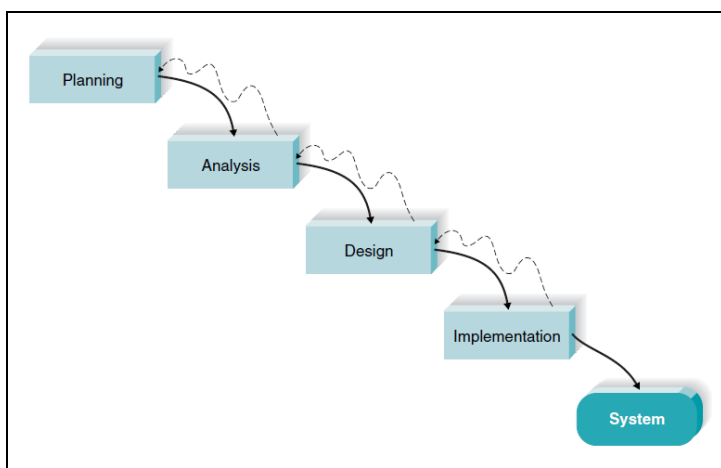 Planning
Analysis
Design
Implementation
System